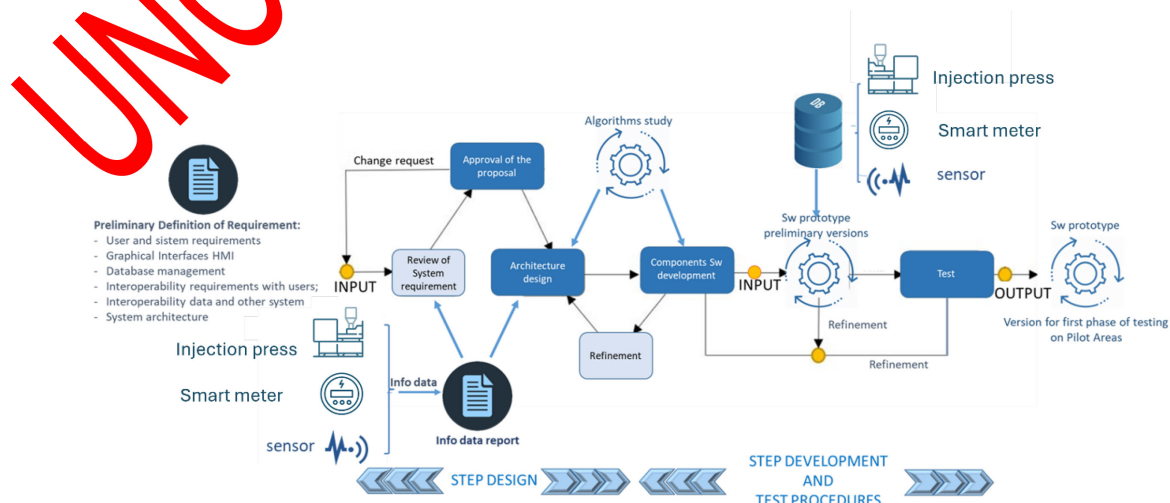 UNC
Injection press
Smart meter
sensor
DB
Algorithms study
Change request
Approval of the
proposal
Preliminary Definition of Requirement:
- User and sistem requirements
- Graphical Interfaces HMI
- Database management
- Interoperability requirements with users;
- Interoperability data and other system
- System architecture
INPUT
Review of
System
requirement
Architecture
design
Components Sw
development
INPUT
Sw prototype
preliminary versions
Test
OUTPUT
Sw prototype
Version for first phase of testing
on Pilot Areas
Refinement
Refinement
Refinement
Injection press
Smart meter
sensor
Info data
Info data report
STEP DESIGN
STEP DEVELOPMENT
AND
TEST PROCEDURES